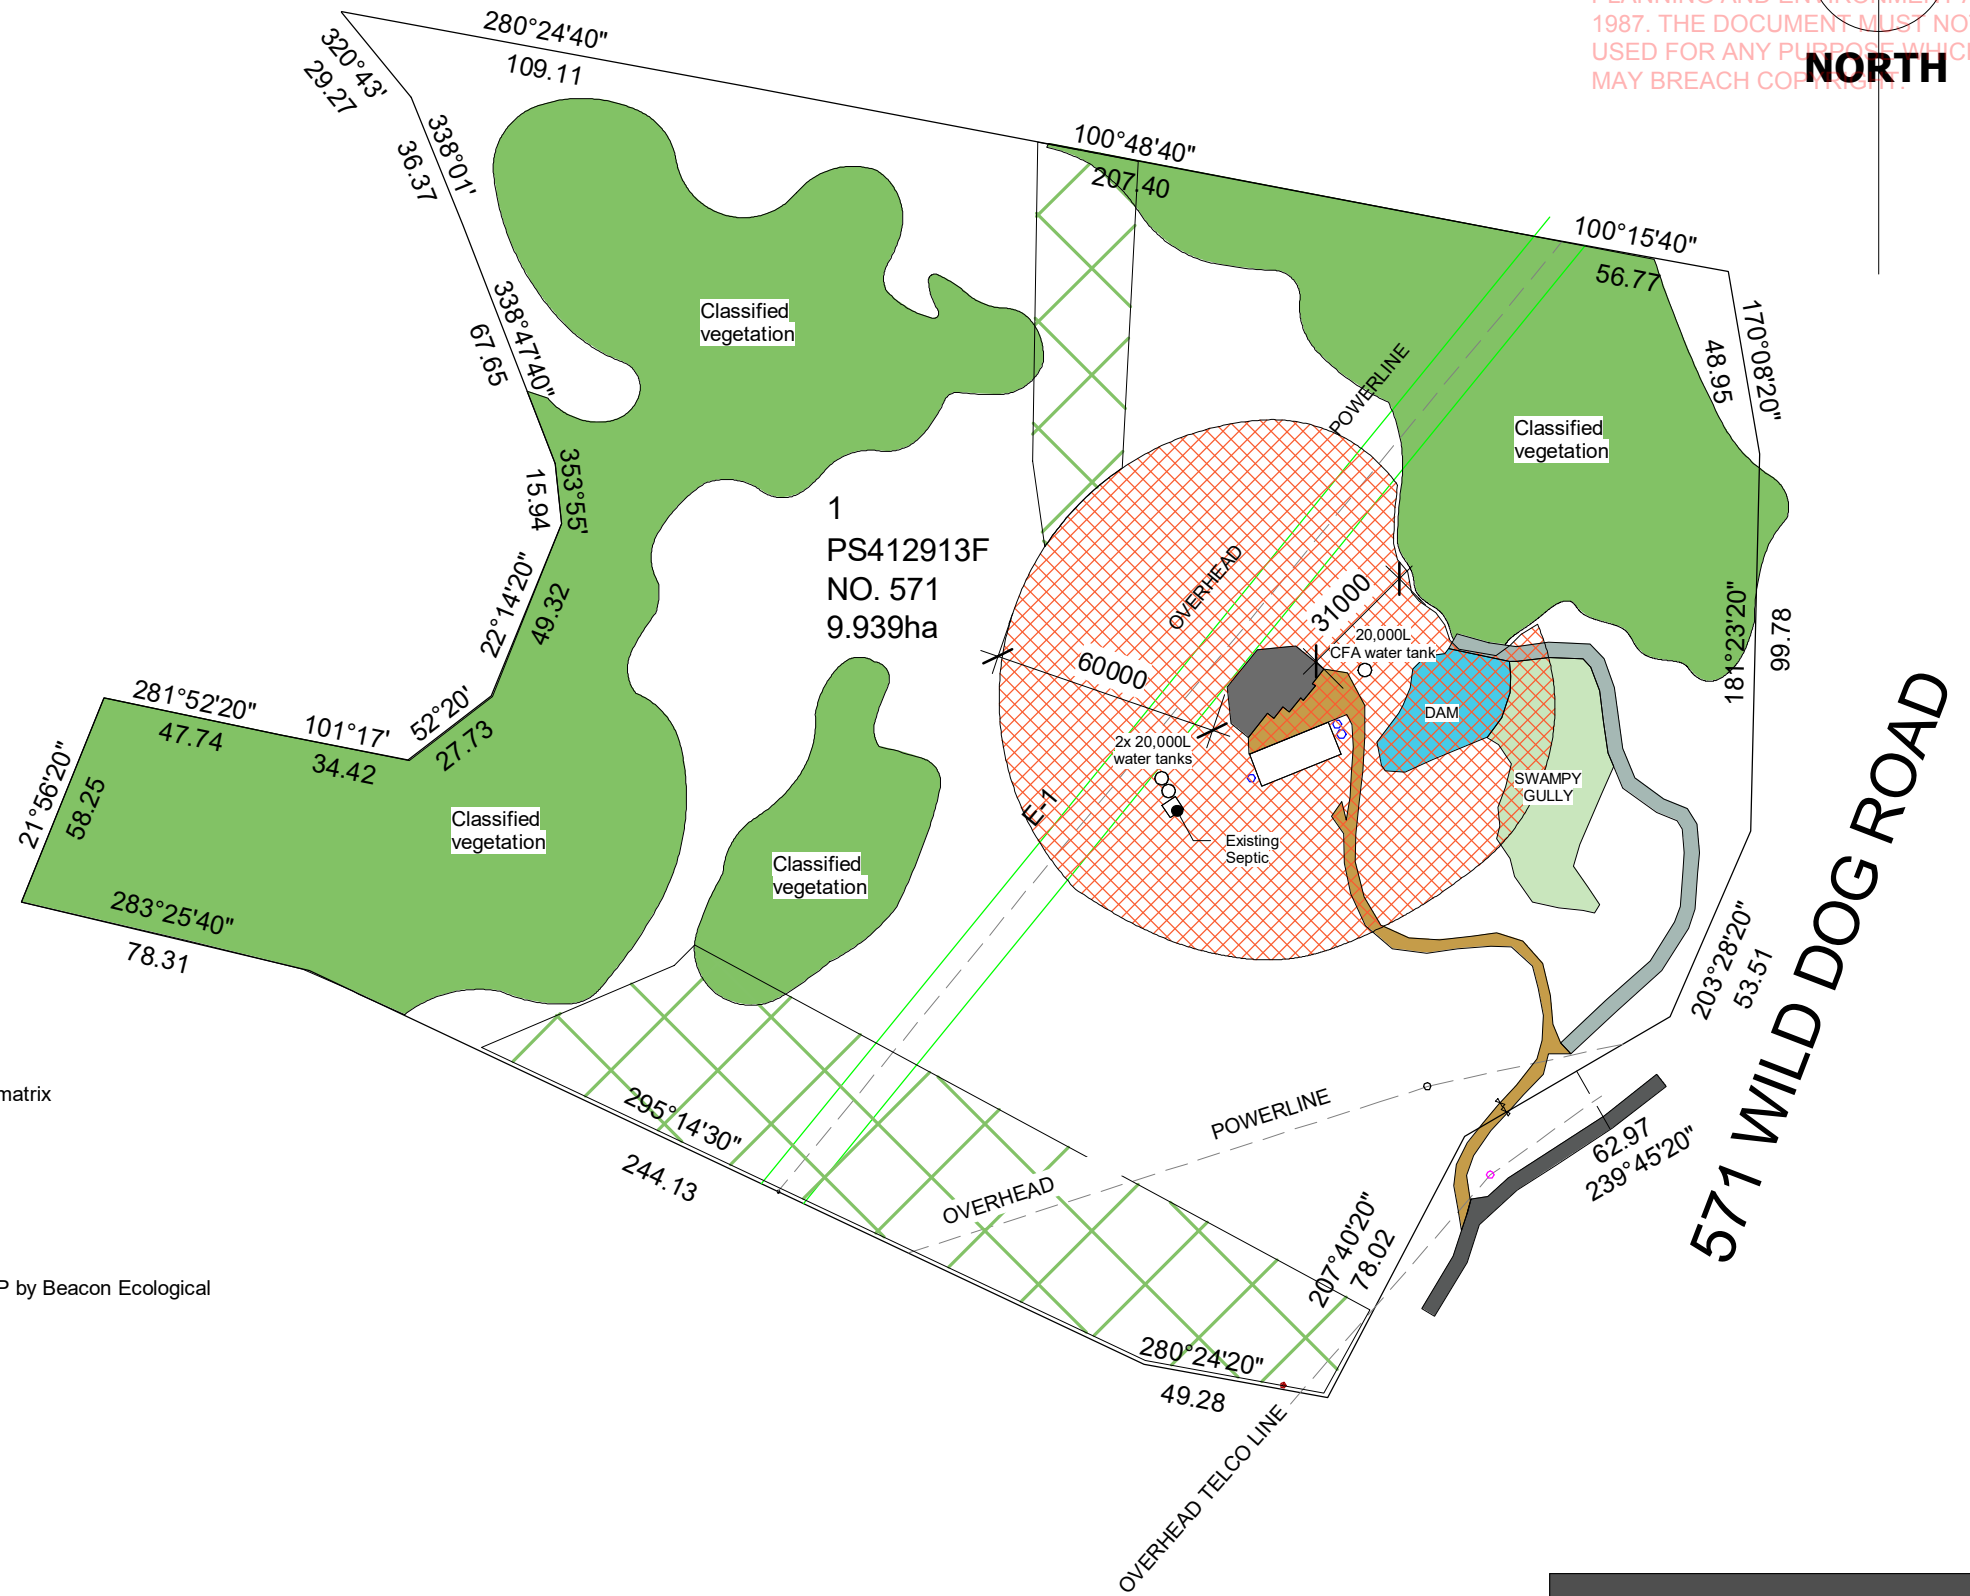 PLANNING AND ENVIRONMENT
1987. THE DOCUMENT MUST NO
USED FOR ANY PURPOSE WHICH
MAY BREACH COPYRIGHT.
NORTH
280°24'40"
109.11
320°43'
29.27
338°01'
36.37
100°48'40"
207.40
100°15'40"
56.77
170°08'20"
48.95
338°47'40"
67.65
Classified
vegetation
POWERLINE
Classified
vegetation
353°55'
15.94
1
PS412913F
NO. 571
9.939ha
OVERHEAD
22°14'20"
49.32
31000
20,000L
CFA water tank
181°23'20"
99.78
60000
281°52'20"
47.74
101°17'
34.42
52°20'
27.73
DAM
2x 20,000L
water tanks
21°56'20"
58.25
SWAMPY
GULLY
E-1
Classified
vegetation
Existing
Septic
Classified
vegetation
283°25'40"
78.31
203°28'20"
53.51
571 WILD DOG ROAD
matrix
295°14'30"
244.13
POWERLINE
OVERHEAD
62.97
239°45'20"
207°40'20"
78.02
P by Beacon Ecological
280°24'20"
49.28
OVERHEAD TELCO LINE